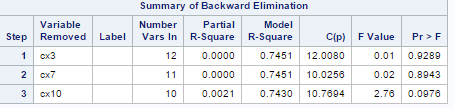 Summary of Backward Elimination
Step Variable Removed Label Number Vars In Partial R-Square Model R-Square C(p) F Value Pr > F
1 cx3 12 0.0000 0.7451 12.0080 0.01 0.9289
2 cx7 11 0.0000 0.7451 10.0256 0.02 0.8943
3 cx10 10 0.0021 0.7430 10.7694 2.76 0.0976